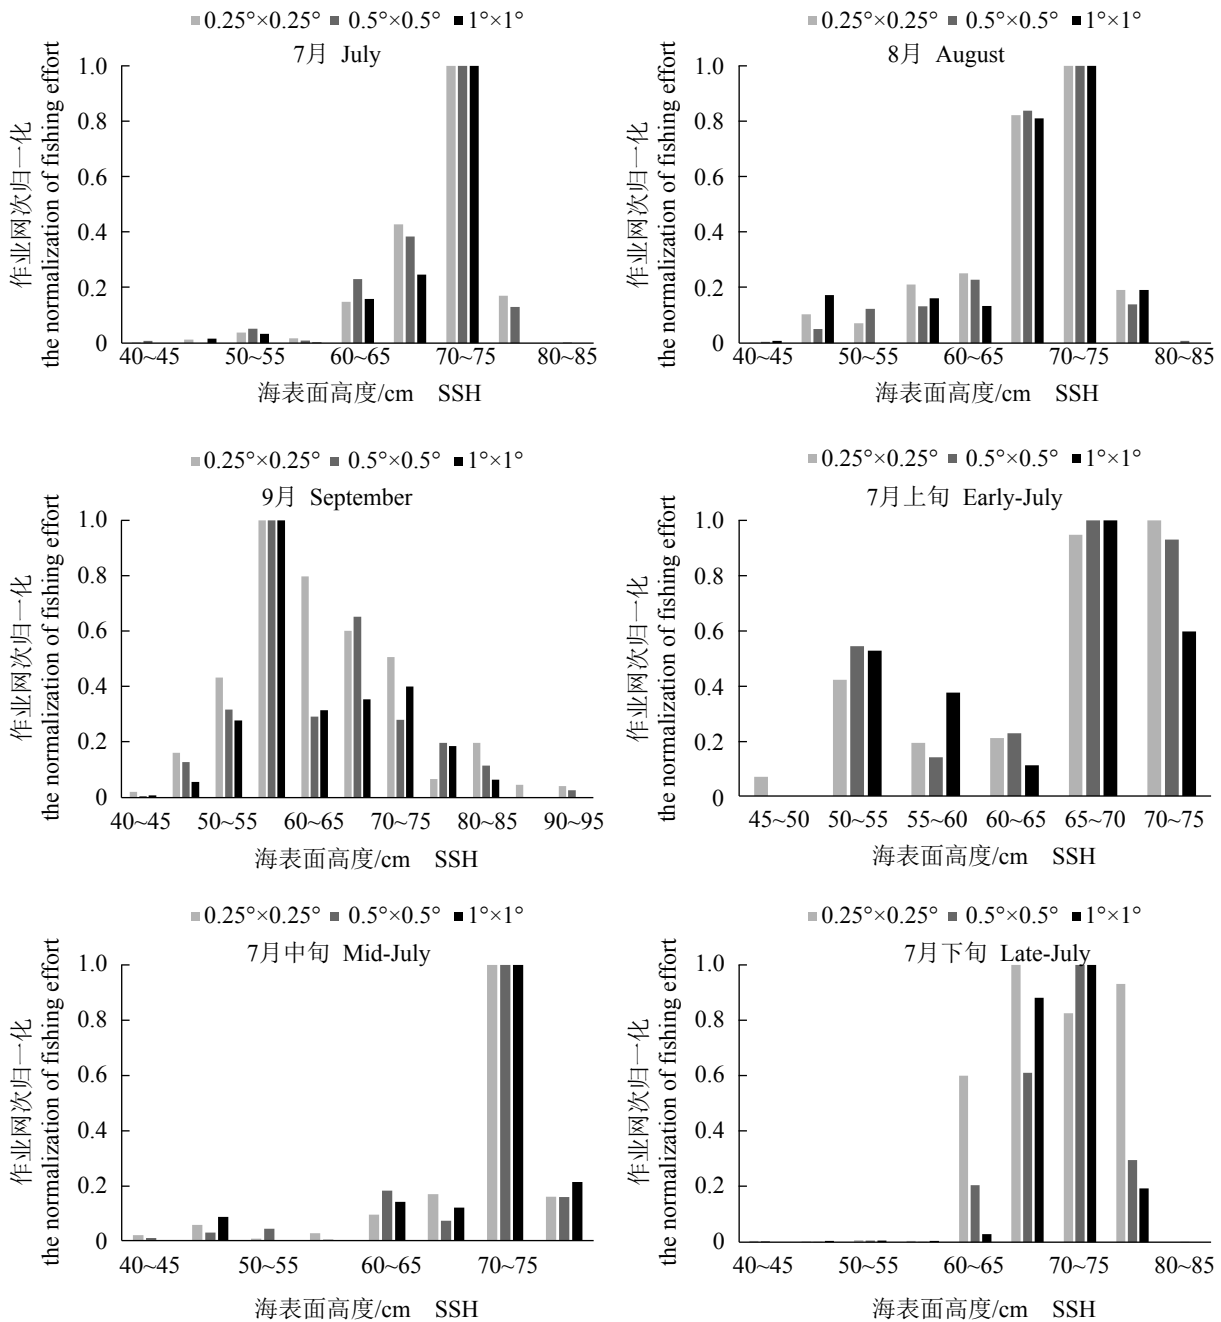 0.25°×0.25° 0.5°×0.5° 1°×1°
7月 July
作业网次归一化
the normalization of fishing effort
1.0
0.8
0.6
0.4
0.2
0
40~45 50~55 60~65 70~75 80~85
海表面高度/cm SSH
0.25°×0.25° 0.5°×0.5° 1°×1°
8月 August
作业网次归一化
the normalization of fishing effort
1.0
0.8
0.6
0.4
0.2
0
40~45 50~55 60~65 70~75 80~85
海表面高度/cm SSH
0.25°×0.25° 0.5°×0.5° 1°×1°
9月 September
作业网次归一化
the normalization of fishing effort
1.0
0.8
0.6
0.4
0.2
0
40~45 50~55 60~65 70~75 80~85 90~95
海表面高度/cm SSH
0.25°×0.25° 0.5°×0.5° 1°×1°
7月上旬 Early-July
作业网次归一化
the normalization of fishing effort
1.0
0.8
0.6
0.4
0.2
0
45~50 50~55 55~60 60~65 65~70 70~75
海表面高度/cm SSH
0.25°×0.25° 0.5°×0.5° 1°×1°
7月中旬 Mid-July
作业网次归一化
the normalization of fishing effort
1.0
0.8
0.6
0.4
0.2
0
40~45 50~55 60~65 70~75
海表面高度/cm SSH
0.25°×0.25° 0.5°×0.5° 1°×1°
7月下旬 Late-July
作业网次归一化
the normalization of fishing effort
1.0
0.8
0.6
0.4
0.2
0
40~45 50~55 60~65 70~75 80~85
海表面高度/cm SSH